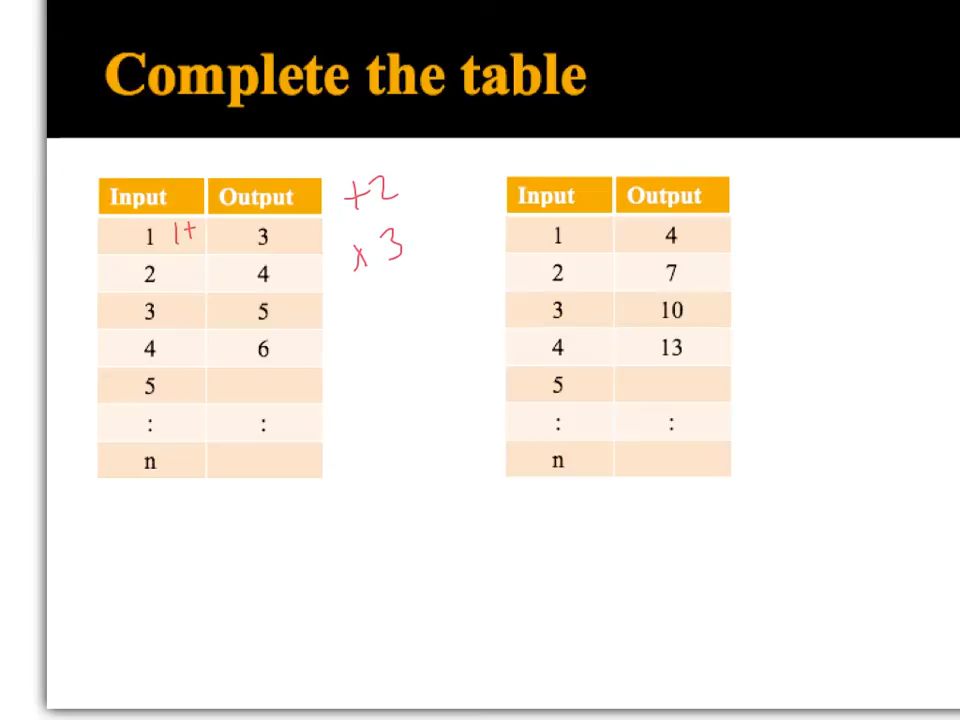 Complete the table
Input Output
1 1+ 3
2 4
3 5
4 6
5
: :
n
+2
x 3
Input Output
1 4
2 7
3 10
4 13
5
: :
n